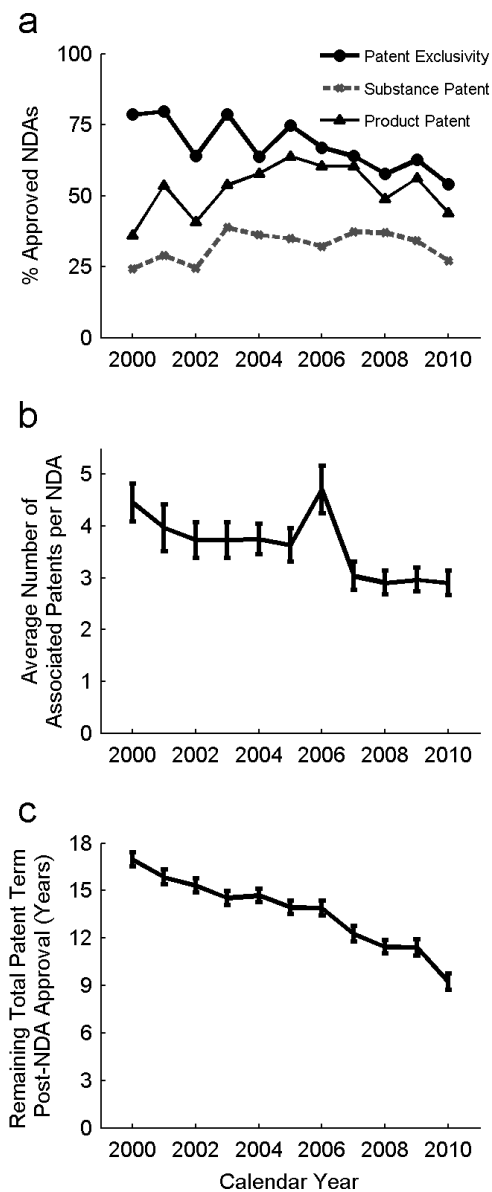 a
100
75
50
25
0
% Approved NDAs
Patent Exclusivity
Substance Patent
Product Patent
2000 2002 2004 2006 2008 2010
b
5
4
3
2
1
0
Average Number of
Associated Patents per NDA
2000 2002 2004 2006 2008 2010
c
18
15
12
9
6
3
0
Remaining Total Patent Term
Post-NDA Approval (Years)
2000 2002 2004 2006 2008 2010
Calendar Year